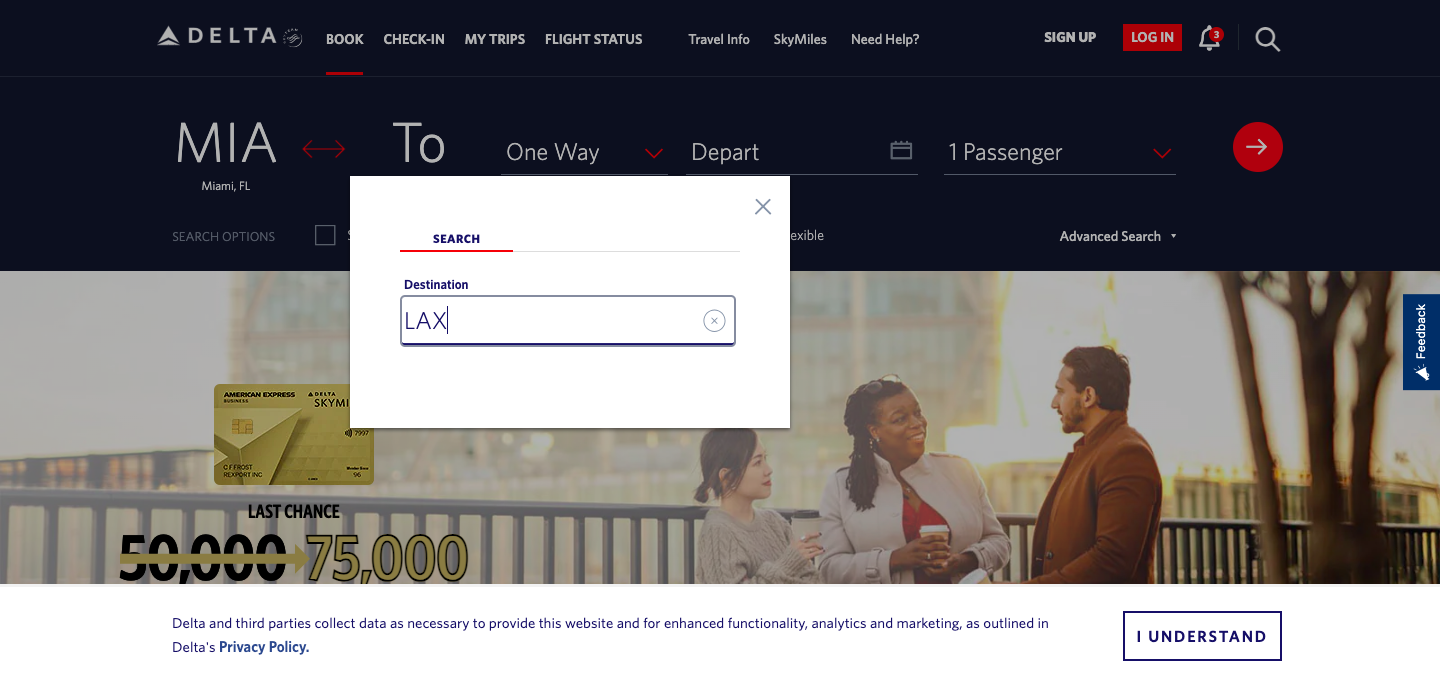 DELTA
BOOK CHECK-IN MY TRIPS FLIGHT STATUS Travel Info SkyMiles Need Help? SIGN UP LOG IN 3
MIA To One Way Depart 1 Passenger
Miami, FL
SEARCH OPTIONS exible Advanced Search
SEARCH
Destination
LAX
Feedback
AMERICAN EXPRESS
BUSINESS
DELTA
SKYMI
7997
C F FROST
REXPORT INC
96
LAST CHANCE
50,000 75,000
Delta and third parties collect data as necessary to provide this website and for enhanced functionality, analytics and marketing, as outlined in
Delta's Privacy Policy.
I UNDERSTAND